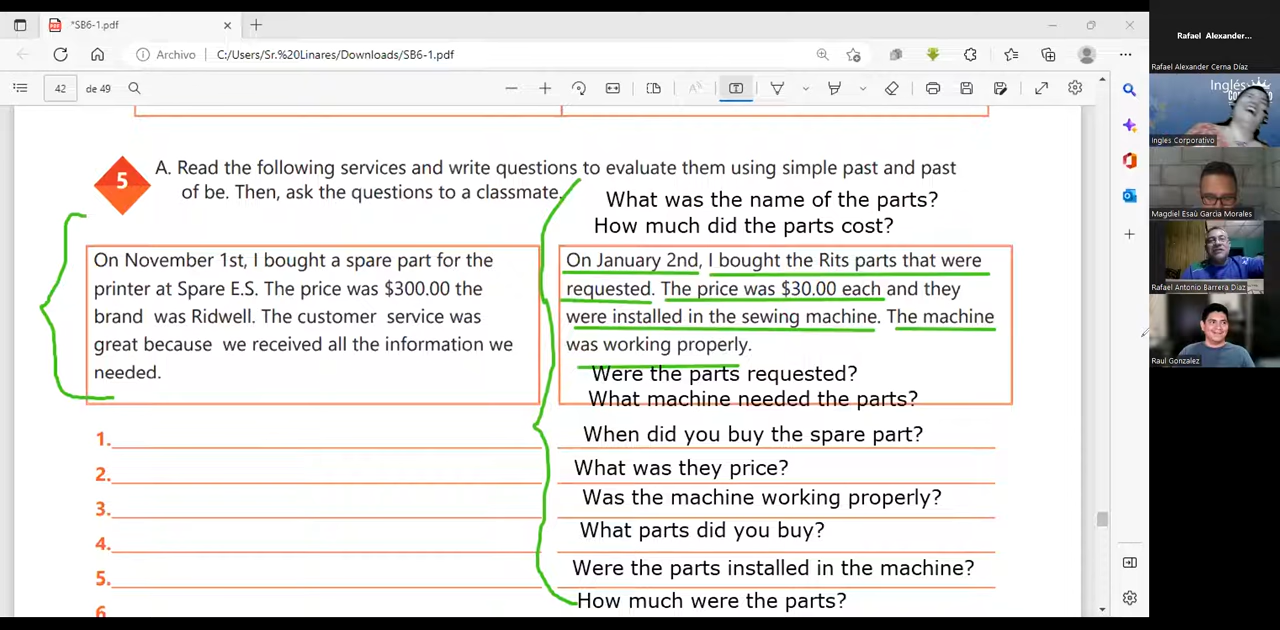 *SB6-1.pdf
Archivo
C:/Users/Sr.%20Linares/Downloads/SB6-1.pdf
42
de 49
5
A. Read the following services and write questions to evaluate them using simple past and past
of be. Then, ask the questions to a classmate.
What was the name of the parts?
How much did the parts cost?
On November 1st, I bought a spare part for the
printer at Spare E.S. The price was $300.00 the
brand was Ridwell. The customer service was
great because we received all the information we
needed.
On January 2nd, I bought the Rits parts that were
requested. The price was $30.00 each and they
were installed in the sewing machine. The machine
was working properly.
Were the parts requested?
What machine needed the parts?
When did you buy the spare part?
What was they price?
Was the machine working properly?
What parts did you buy?
Were the parts installed in the machine?
How much were the parts?
1.
2.
3.
4.
5.
6
Rafael Alexander...
Rafael Alexander Cerna Díaz
Inglés
Inglés Corporativo
Magdiel Esaú Garcia Morales
Rafael Antonio Barrera Diaz
Raul Gonzalez